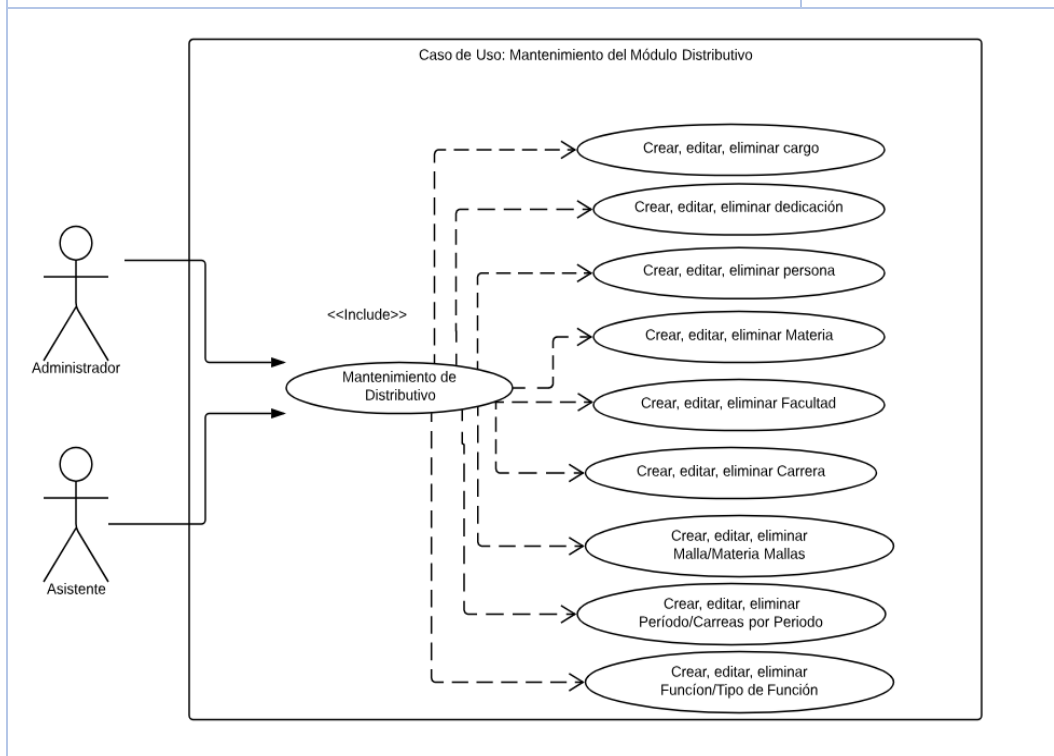 Caso de Uso: Mantenimiento del Módulo Distributivo
Crear, editar, eliminar cargo
Crear, editar, eliminar dedicación
Crear, editar, eliminar persona
<<Include>>
Crear, editar, eliminar Materia
Administrador
Mantenimiento de
Distributivo
Crear, editar, eliminar Facultad
Crear, editar, eliminar Carrera
Crear, editar, eliminar
Malla/Materia Mallas
Asistente
Crear, editar, eliminar
Período/Carreas por Periodo
Crear, editar, eliminar
Funcíon/Tipo de Función